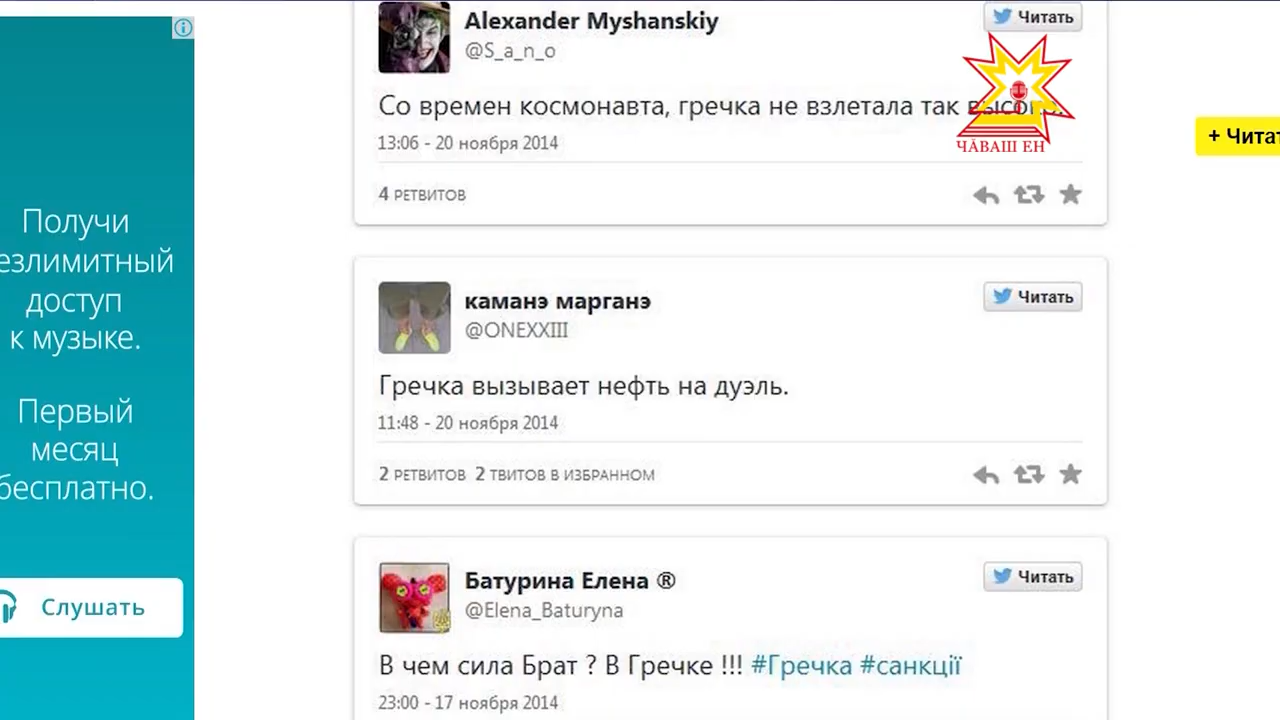 Alexander Myshanskiy
Читать
@S_a_n_o
Со времен космонавта, гречка не взлетала так высоко.
ЧӐВАШ ЕН
13:06 - 20 ноября 2014
4 РЕТВИТОВ
+ Читат
каманэ марганэ
Читать
@ONEXXIII
Гречка вызывает нефть на дуэль.
11:48 - 20 ноября 2014
2 РЕТВИТОВ 2 ТВИТОВ В ИЗБРАННОМ
Батурина Елена ®
Читать
@Elena_Baturyna
В чем сила Брат ? В Гречке !!! #Гречка #санкції
23:00 - 17 ноября 2014
Получи
езлимитный
доступ
к музыке.
Первый
месяц
бесплатно.
Слушать